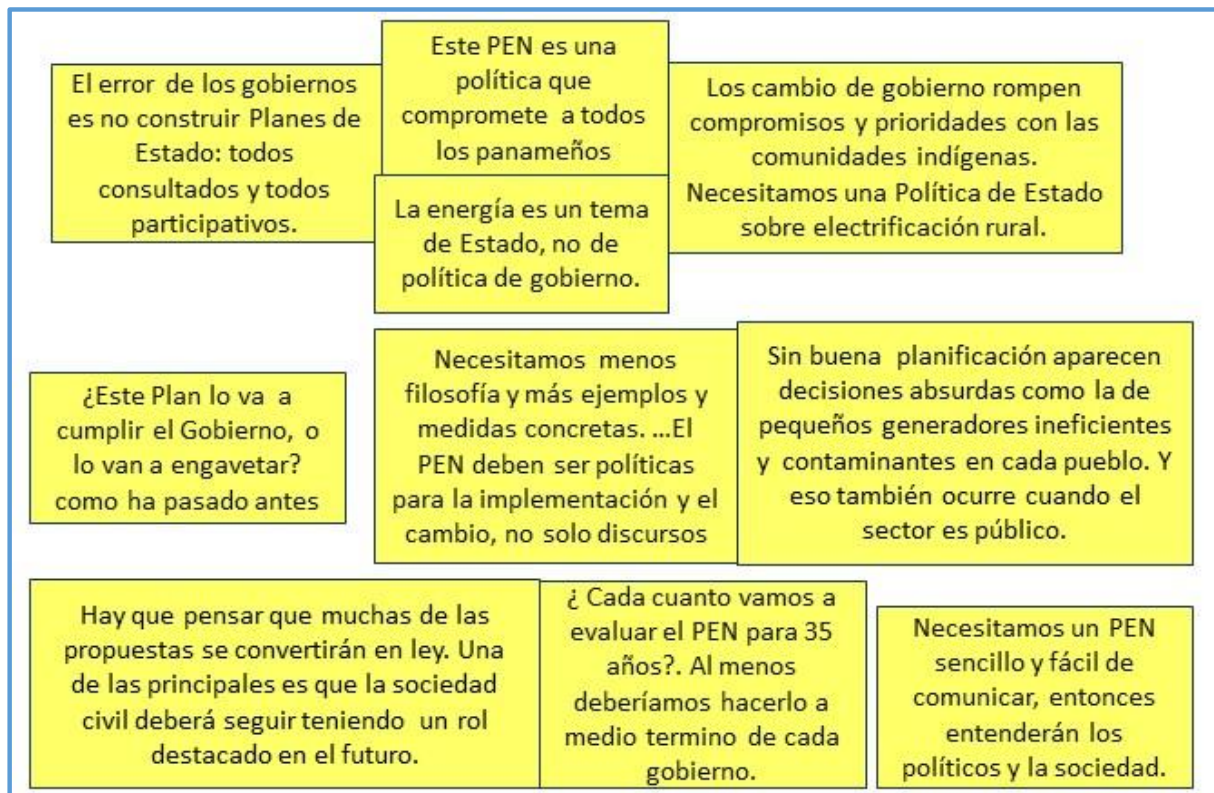 El error de los gobiernos
es no construir Planes de
Estado: todos
consultados y todos
participativos.
Este PEN es una
política que
compromete a todos
los panameños
Los cambio de gobierno rompen
compromisos y prioridades con las
comunidades indígenas.
Necesitamos una Política de Estado
sobre electrificación rural.
La energía es un tema
de Estado, no de
política de gobierno.
¿Este Plan lo va a
cumplir el Gobierno, o
lo van a engavetar?
como ha pasado antes
Necesitamos menos
filosofía y más ejemplos y
medidas concretas. ...El
PEN deben ser políticas
para la implementación y el
cambio, no solo discursos
Sin buena planificación aparecen
decisiones absurdas como la de
pequeños generadores ineficientes
y contaminantes en cada pueblo. Y
eso también ocurre cuando el
sector es público.
Hay que pensar que muchas de las
propuestas se convertirán en ley. Una
de las principales es que la sociedad
civil deberá seguir teniendo un rol
destacado en el futuro.
¿ Cada cuanto vamos a
evaluar el PEN para 35
años?. Al menos
deberíamos hacerlo a
medio termino de cada
gobierno.
Necesitamos un PEN
sencillo y fácil de
comunicar, entonces
entenderán los
políticos y la sociedad.